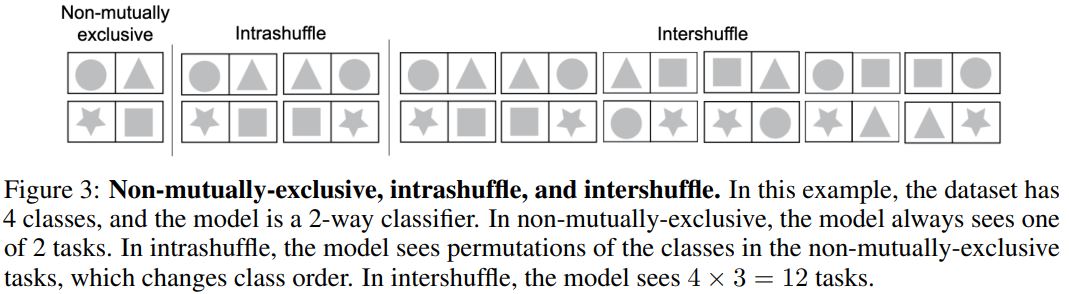 Non-mutually
exclusive
Intrashuffle
Intershuffle
Figure 3: Non-mutually-exclusive, intrashuffle, and intershuffle. In this example, the dataset has
4 classes, and the model is a 2-way classifier. In non-mutually-exclusive, the model always sees one
of 2 tasks. In intrashuffle, the model sees permutations of the classes in the non-mutually-exclusive
tasks, which changes class order. In intershuffle, the model sees 4 × 3 = 12 tasks.